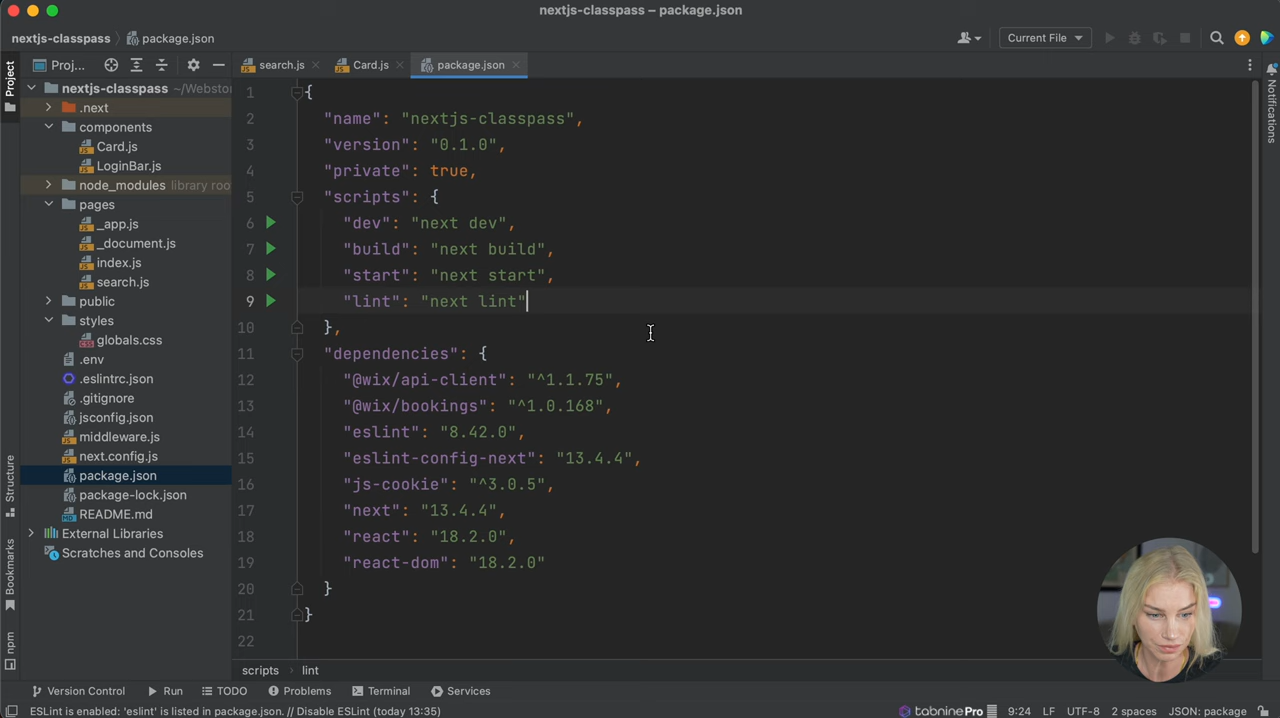 nextjs-classpass – package.json
nextjs-classpass
package.json
Current File
Project
Proj...
search.js
Card.js
package.json
Notifications
nextjs-classpass ~/Webstor
.next
components
Card.js
LoginBar.js
node_modules library roo
pages
_app.js
_document.js
index.js
search.js
public
styles
globals.css
.env
.eslintrc.json
.gitignore
jsconfig.json
middleware.js
next.config.js
package.json
package-lock.json
README.md
External Libraries
Scratches and Consoles
Structure
Bookmarks
npm
1 {
2 "name": "nextjs-classpass",
3 "version": "0.1.0",
4 "private": true,
5 "scripts": {
6 "dev": "next dev",
7 "build": "next build",
8 "start": "next start",
9 "lint": "next lint"
10 },
11 "dependencies": {
12 "@wix/api-client": "^1.1.75",
13 "@wix/bookings": "^1.0.168",
14 "eslint": "8.42.0",
15 "eslint-config-next": "13.4.4",
16 "js-cookie": "^3.0.5",
17 "next": "13.4.4",
18 "react": "18.2.0",
19 "react-dom": "18.2.0"
20 }
21 }
22
scripts lint
Version Control Run TODO Problems Terminal Services
ESLint is enabled: 'eslint' is listed in package.json. // Disable ESLint (today 13:35)
tabninePro 9:24 LF UTF-8 2 spaces JSON: package